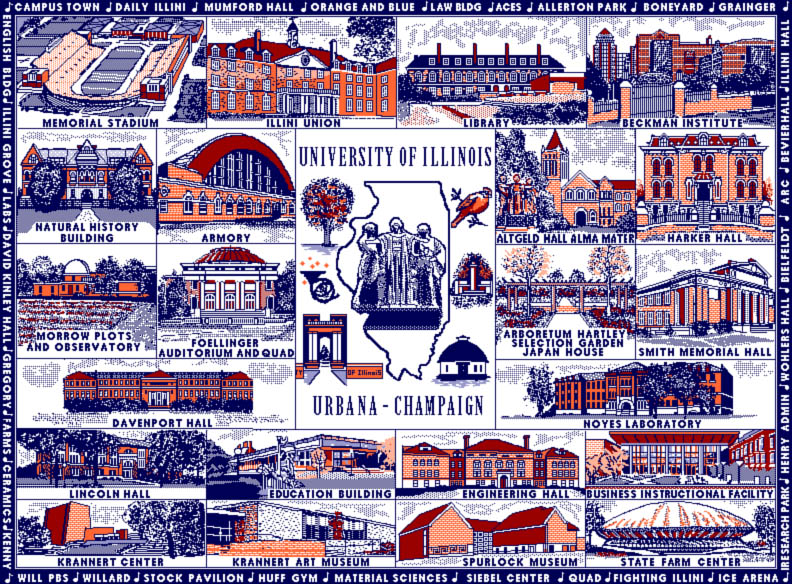 CAMPUS TOWN DAILY ILLINI MUMFORD HALL ORANGE AND BLUE LAW BLDG ACES ALLERTON PARK BONEYARD GRAINGER
ENGLISH BLDG ILLINI GROVE LABS DAVID KINLEY HALL GREGORY FARMS CERAMICS KENNY
ILLINI HALL BEVIER HALL ARC BIELFELDT WOHLERS HALL ADMIN HENRY RESEARCH PARK
MEMORIAL STADIUM
ILLINI UNION
LIBRARY
BECKMAN INSTITUTE
NATURAL HISTORY
BUILDING
ARMORY
UNIVERSITY OF ILLINOIS
ALTGELD HALL ALMA MATER
HARKER HALL
MORROW PLOTS
AND OBSERVATORY
FOELLINGER
AUDITORIUM AND QUAD
ARBORETUM HARTLEY
SELECTION GARDEN
JAPAN HOUSE
SMITH MEMORIAL HALL
OF Illinois
DAVENPORT HALL
URBANA - CHAMPAIGN
NOYES LABORATORY
LINCOLN HALL
EDUCATION BUILDING
ENGINEERING HALL
BUSINESS INSTRUCTIONAL FACILITY
KRANNERT CENTER
KRANNERT ART MUSEUM
SPURLOCK MUSEUM
STATE FARM CENTER
WILL PBS WILLARD STOCK PAVILION HUFF GYM MATERIAL SCIENCES SIEBEL CENTER QUAD FIGHTING ILLINI ARENA